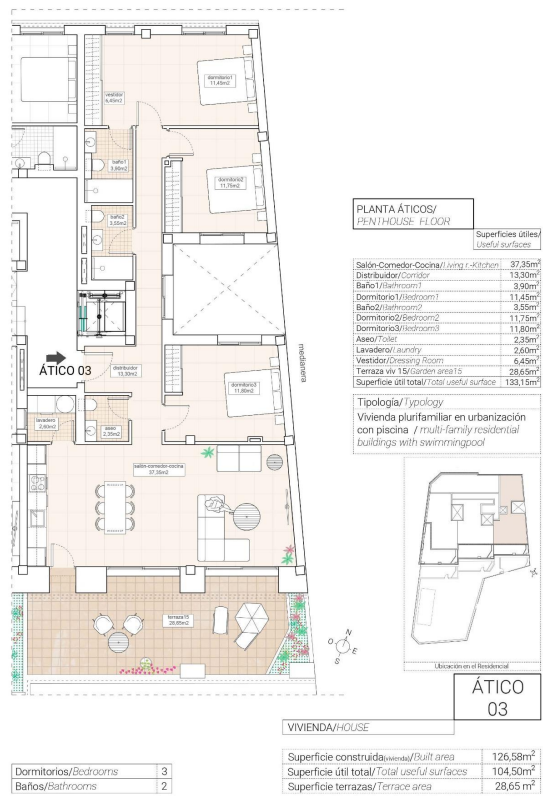 dormitorio1
11,45m2
vestidor
6,45m2
baño1
3,90m2
dormitorio2
11,75m2
baño2
3,55m2
ÁTICO 03
distribuidor
13,30m2
dormitorio3
11,80m2
medianera
lavadero
2,60m2
aseo
2,35m2
salón-comedor-cocina
37,35m2
terraza15
28,65m2
N
O
E
S
PLANTA ÁTICOS/
PENTHOUSE FLOOR
Superficies útiles/
Useful surfaces
Salón-Comedor-Cocina/Living r.-Kitchen 37,35m²
Distribuidor/Corridor 13,30m²
Baño1/Bathroom1 3,90m²
Dormitorio1/Bedroom1 11,45m²
Baño2/Bathroom2 3,55m²
Dormitorio2/Bedroom2 11,75m²
Dormitorio3/Bedroom3 11,80m²
Aseo/Toilet 2,35m²
Lavadero/Laundry 2,60m²
Vestidor/Dressing Room 6,45m²
Terraza viv 15/Garden area15 28,65m²
Superficie útil total/Total useful surface 133,15m²
Tipología/Typology
Vivienda plurifamiliar en urbanización
con piscina / multi-family residential
buildings with swimmingpool
Ubicación en el Residencial
ÁTICO
03
VIVIENDA/HOUSE
Dormitorios/Bedrooms 3
Baños/Bathrooms 2
Superficie construida(vivienda)/Built area 126,58m²
Superficie útil total/Total useful surfaces 104,50m²
Superficie terrazas/Terrace area 28,65 m²